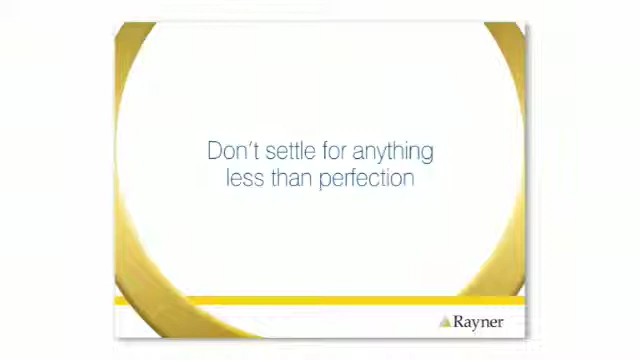 Don't settle for anything
less than perfection
Rayner